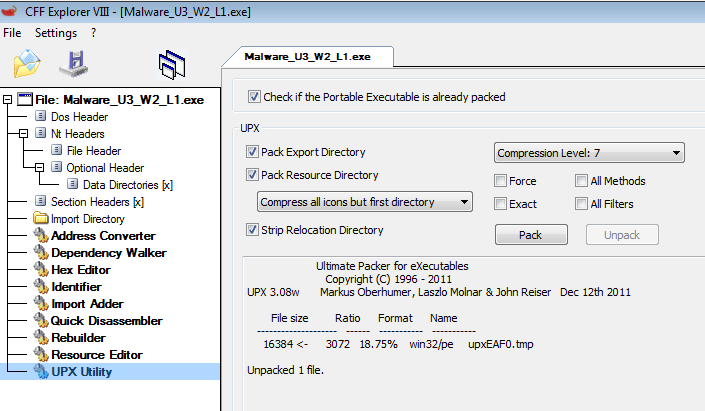 CFF Explorer VIII - [Malware_U3_W2_L1.exe]
File Settings ?
Malware_U3_W2_L1.exe
File: Malware_U3_W2_L1.exe
Dos Header
Nt Headers
File Header
Optional Header
Data Directories [x]
Section Headers [x]
Import Directory
Address Converter
Dependency Walker
Hex Editor
Identifier
Import Adder
Quick Disassembler
Rebuilder
Resource Editor
UPX Utility
Check if the Portable Executable is already packed
UPX
Pack Export Directory
Compression Level: 7
Pack Resource Directory
Force
All Methods
Compress all icons but first directory
Exact
All Filters
Strip Relocation Directory
Pack
Unpack
Ultimate Packer for eXecutables
Copyright (C) 1996 - 2011
UPX 3.08w Markus Oberhumer, Laszlo Molnar & John Reiser Dec 12th 2011
File size Ratio Format Name
-------------------- ------ ----------- -----------
16384 <- 3072 18.75% win32/pe upxEAF0.tmp
Unpacked 1 file.